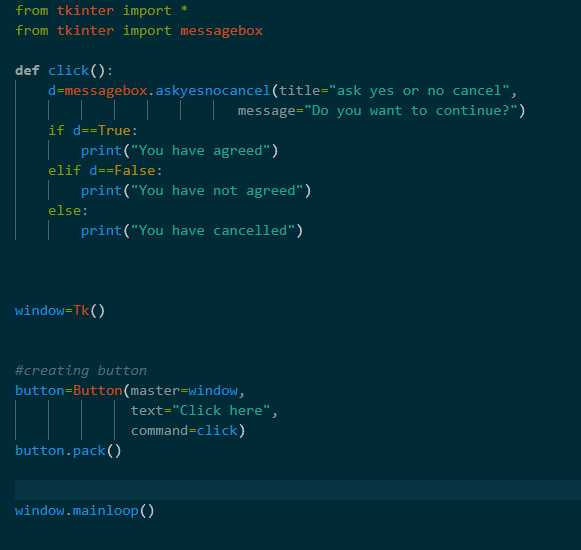 from tkinter import *
from tkinter import messagebox
def click():
    d=messagebox.askyesnocancel(title="ask yes or no cancel",
                           message="Do you want to continue?")
    if d==True:
        print("You have agreed")
    elif d==False:
        print("You have not agreed")
    else:
        print("You have cancelled")
window=Tk()
#creating button
button=Button(master=window,
              text="Click here",
              command=click)
button.pack()
window.mainloop()